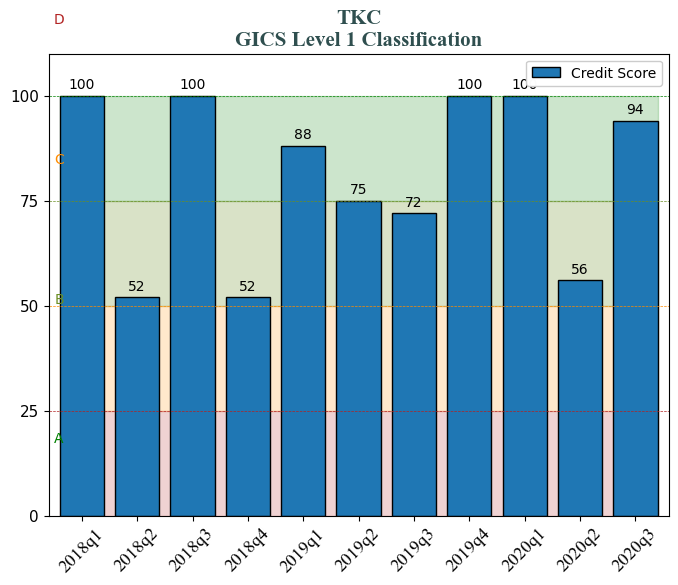 D
TKC
GICS Level 1 Classification
Credit Score
100
100
88
75
72
100
100
94
52
52
56
100
75
50
25
0
C
B
A
2018q1
2018q2
2018q3
2018q4
2019q1
2019q2
2019q3
2019q4
2020q1
2020q2
2020q3